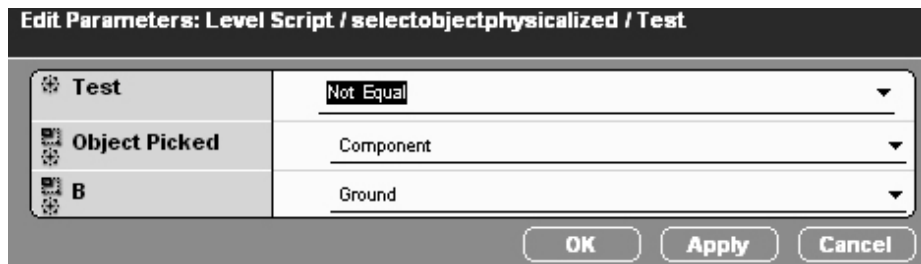 Edit Parameters: Level Script / selectobjectphysicalized / Test
Test Not Equal
Object Picked Component
B Ground
OK Apply Cancel